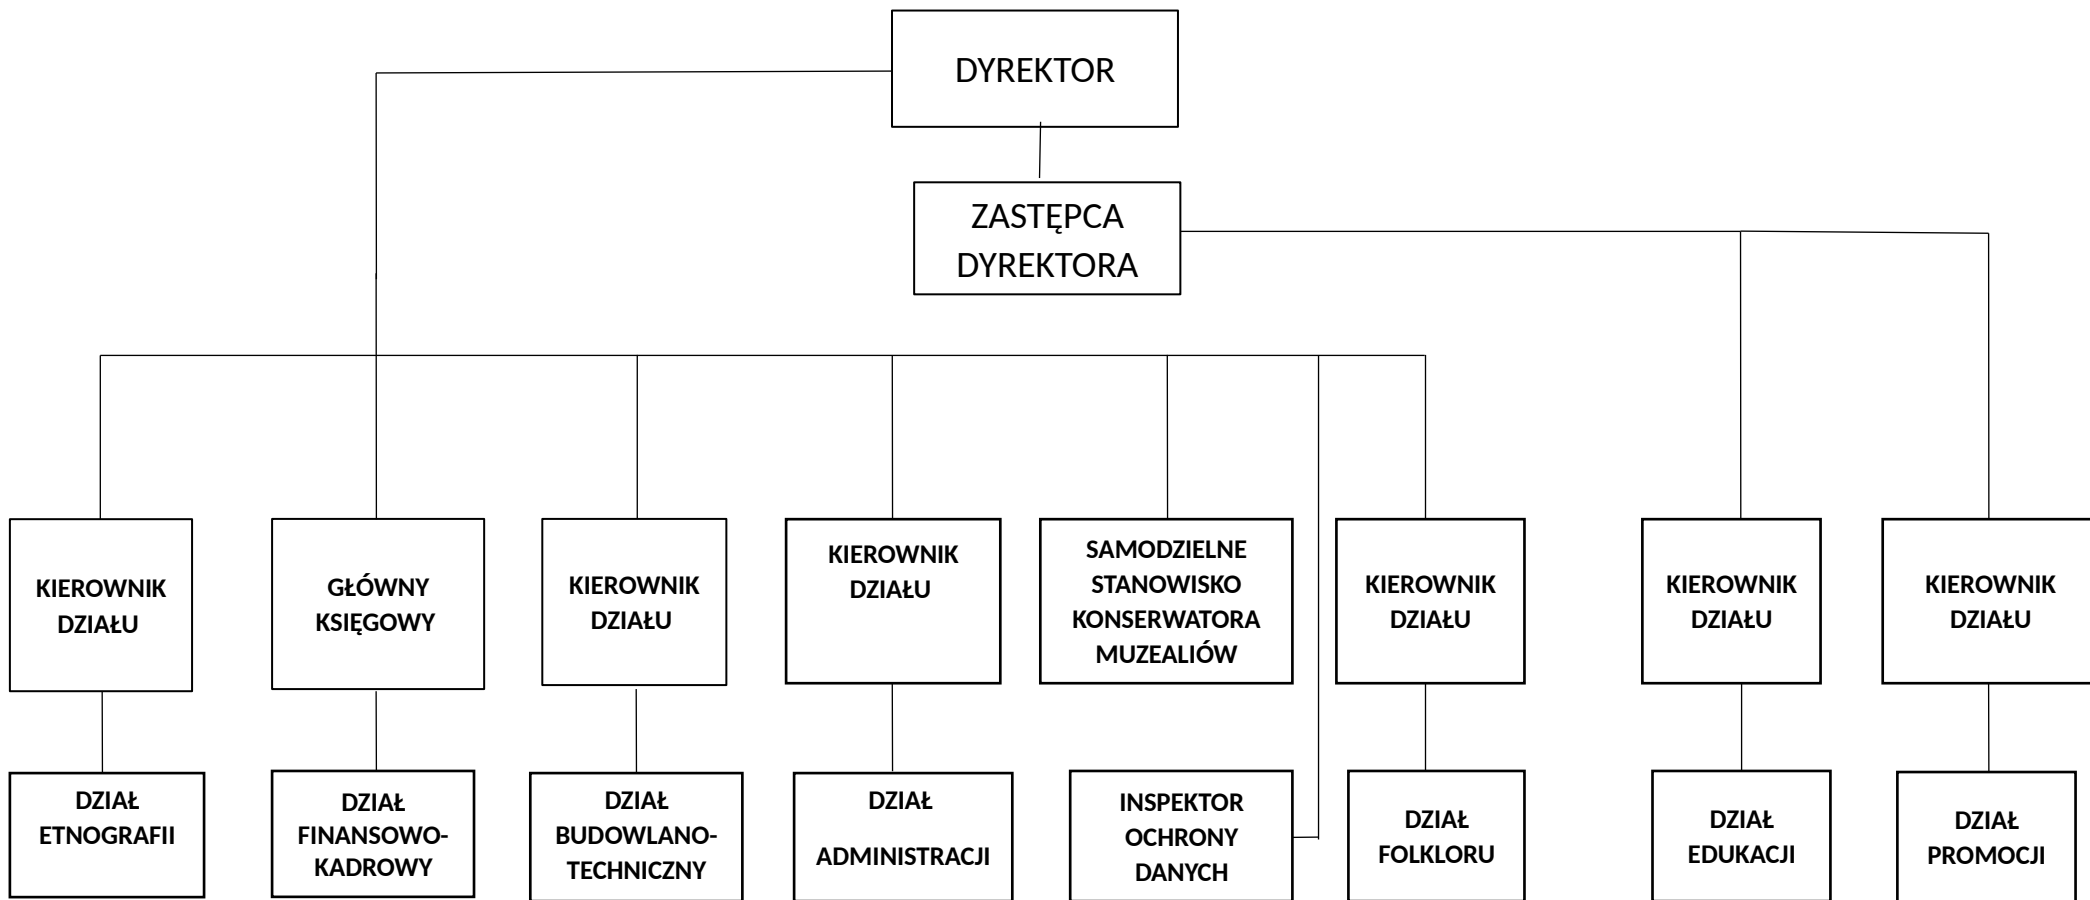 DYREKTOR
ZASTĘPCA
DYREKTORA
KIEROWNIK
DZIAŁU
GŁÓWNY
KSIĘGOWY
KIEROWNIK
DZIAŁU
KIEROWNIK
DZIAŁU
SAMODZIELNE
STANOWISKO
KONSERWATORA
MUZEALIÓW
KIEROWNIK
DZIAŁU
KIEROWNIK
DZIAŁU
KIEROWNIK
DZIAŁU
DZIAŁ
ETNOGRAFII
DZIAŁ
FINANSOWO-
KADROWY
DZIAŁ
BUDOWLANO-
TECHNICZNY
DZIAŁ
ADMINISTRACJI
INSPEKTOR
OCHRONY
DANYCH
DZIAŁ
FOLKLORU
DZIAŁ
EDUKACJI
DZIAŁ
PROMOCJI